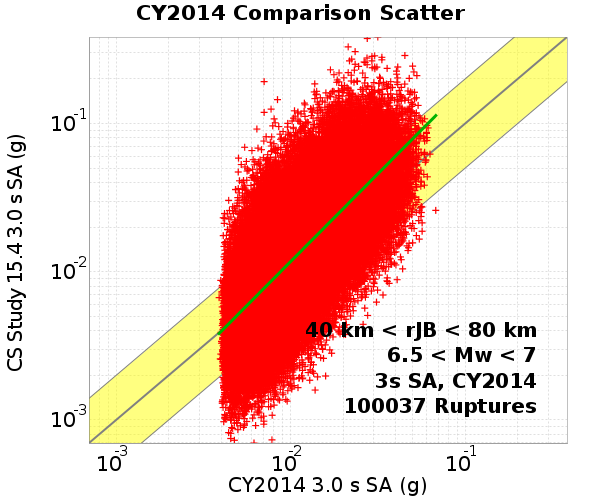 CY2014 Comparison Scatter
CS Study 15.4 3.0 s SA (g)
10-1
10-2
10-3
40 km < rJB < 80 km
6.5 < Mw < 7
3s SA, CY2014
100037 Ruptures
10-3 10-2 10-1
CY2014 3.0 s SA (g)